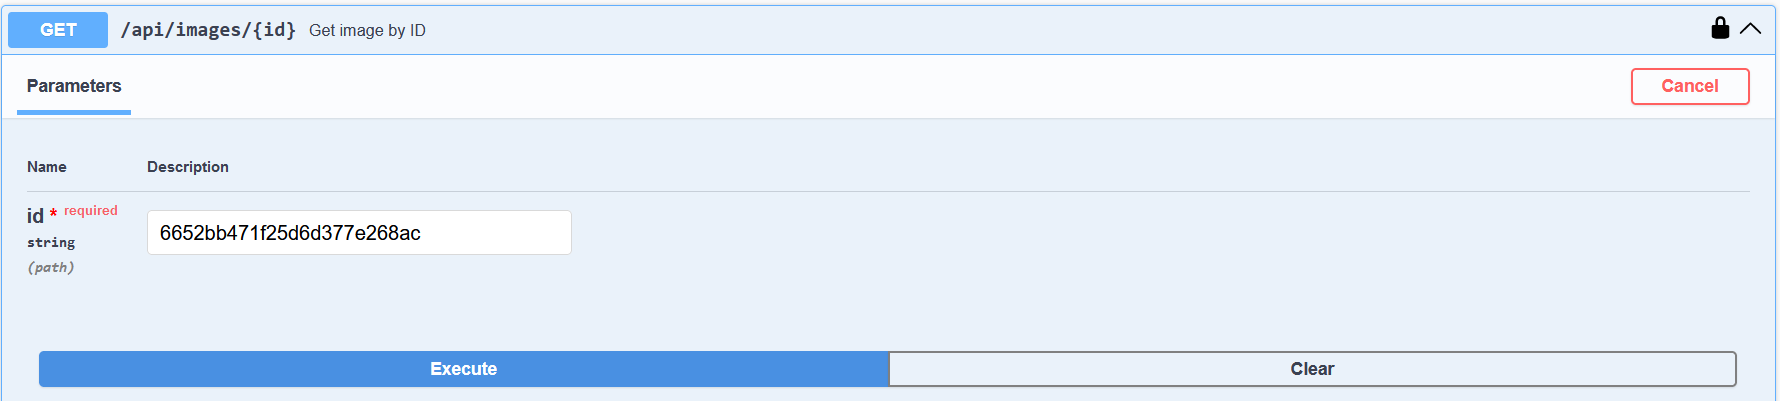 GET /api/images/{id} Get image by ID
Parameters
Cancel
Name Description
id * required
string
(path)
6652bb471f25d6d377e268ac
Execute
Clear